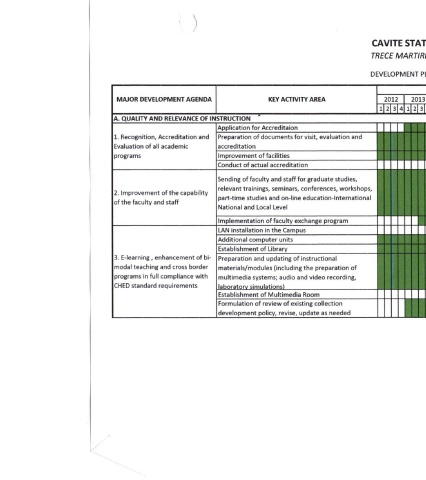 CAVITE STAT
TRECE MARTIR
DEVELOPMENT P
MAJOR DEVELOPMENT AGENDA
KEY ACTIVITY AREA
2012
2013
1 2 3 4 1 2 3
A. QUALITY AND RELEVANCE OF INSTRUCTION
1. Recognition, Accreditation and
Evaluation of all academic
programs
Application for Accreditaion
Preparation of documents for visit, evaluation and
accreditation
Improvement of facilities
Conduct of actual accreditation
2. Improvement of the capability
of the faculty and staff
Sending of faculty and staff for graduate studies,
relevant trainings, seminars, conferences, workshops,
part-time studies and on-line education-International
National and Local Level
Implementation of faculty exchange program
3. E-learning , enhancement of bi-
modal teaching and cross border
programs in full compliance with
CHED standard requirements
LAN installation in the Campus
Additional computer units
Establishment of Library
Preparation and updating of instructional
materials/modules (including the preparation of
multimedia systems; audio and video recording,
laboratory simulations)
Establishment of Multimedia Room
Formulation of review of existing collection
development policy, revise, update as needed